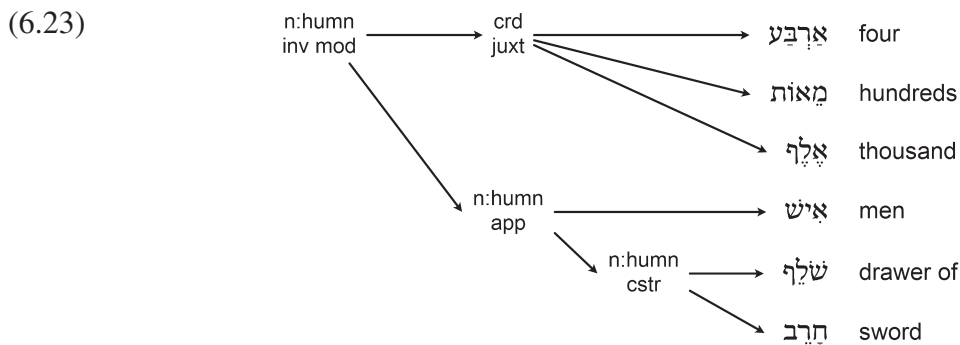 (6.23)
n:humn
inv mod
crd
juxt
אַרְבַּע four
מֵאוֹת hundreds
אֶלֶף thousand
n:humn
app
אִישׁ men
n:humn
cstr
שֹׁלֵף drawer of
חָרֶב sword